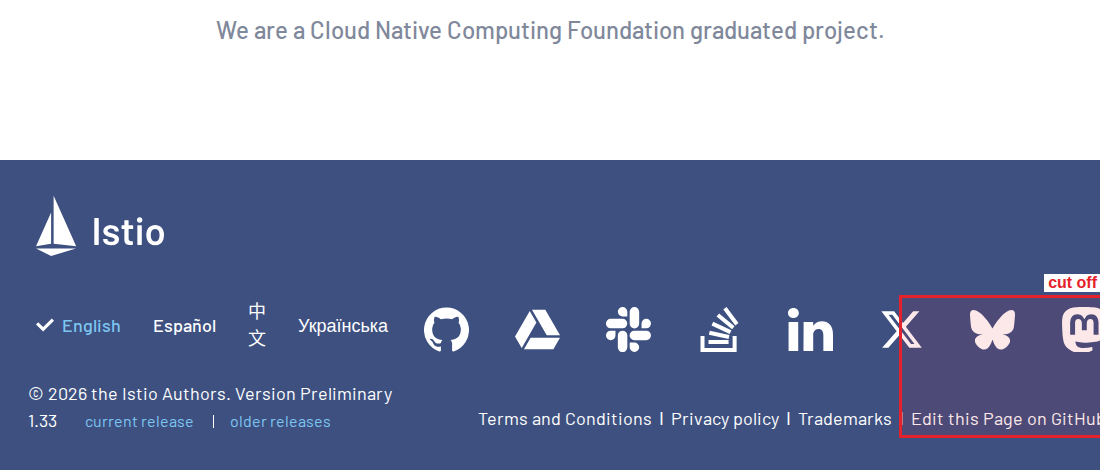 We are a Cloud Native Computing Foundation graduated project.
Istio
cut off
English Español 中文 Українська
© 2026 the Istio Authors. Version Preliminary
1.33 current release | older releases
Terms and Conditions | Privacy policy | Trademarks | Edit this Page on GitHub